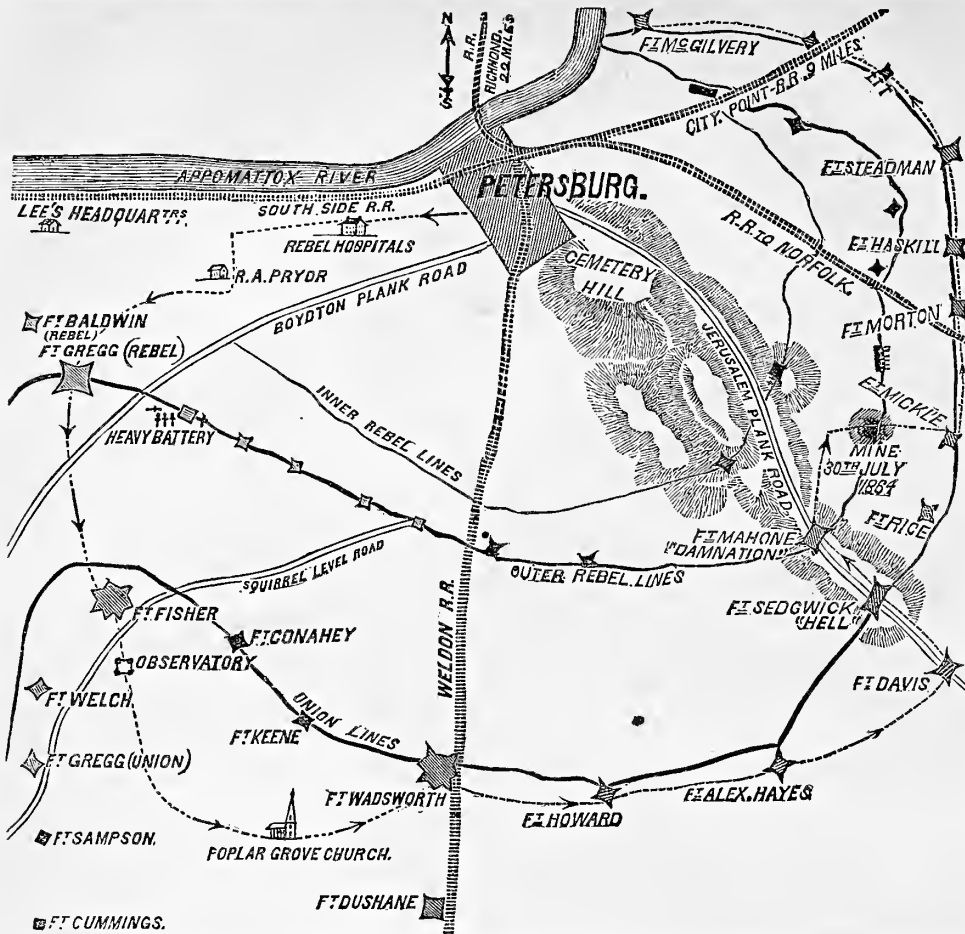 N
S
R.R.
RICHMOND.
22 MILES
FT McGILVERY
CITY. POINT-R.R. 9 MILES.
LTT
FT STEADMAN
APPOMATTOX RIVER
PETERSBURG.
LEE'S HEADQUARTRS
SOUTH SIDE R.R.
REBEL HOSPITALS
R.R. TO NORFOLK.
FT HASKILL
CEMETERY
HILL
R.A. PRYOR
BOYDTON PLANK ROAD
FT BALDWIN
(REBEL)
FT GREGG (REBEL)
JERUSALEM PLANK ROAD.
FT MORTON
HEAVY BATTERY
INNER REBEL LINES
FT MICKLE
MINE
30TH JULY
1864
FT RICE
FT MAHONE
"DAMNATION"
SQUIRREL LEVEL ROAD
OUTER REBEL LINES
FT FISHER
FT CONAHEY
WELDON R.R.
FT SEDGWICK
"HELL"
OBSERVATORY
FT WELCH
FT DAVIS
UNION LINES
FT KEENE
FT GREGG (UNION)
FT WADSWORTH
FT HOWARD
FT ALEX. HAYES
FT SAMPSON.
POPLAR GROVE CHURCH.
FT DUSHANE
FT CUMMINGS.